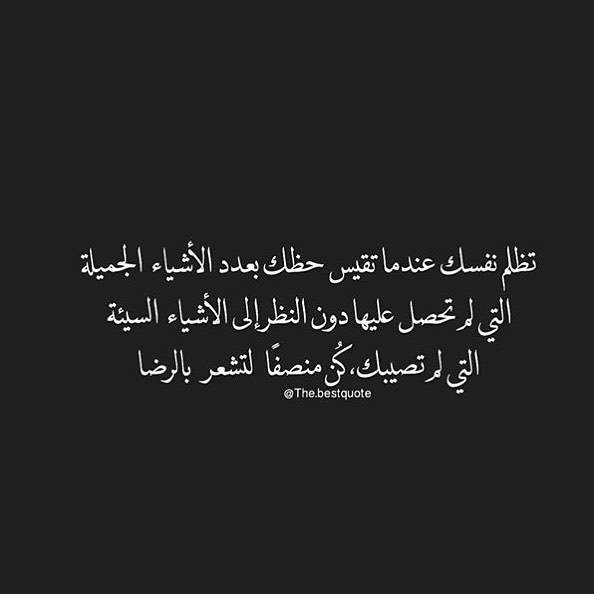 تظلم نفسك عندما تقيس حظك بعدد الأشياء الجميلة
التي لم تحصل عليها دون النظر إلى الأشياء السيئة
التي لم تصيبك، كُن منصفًا لتشعر بالرضا
@The.bestquote